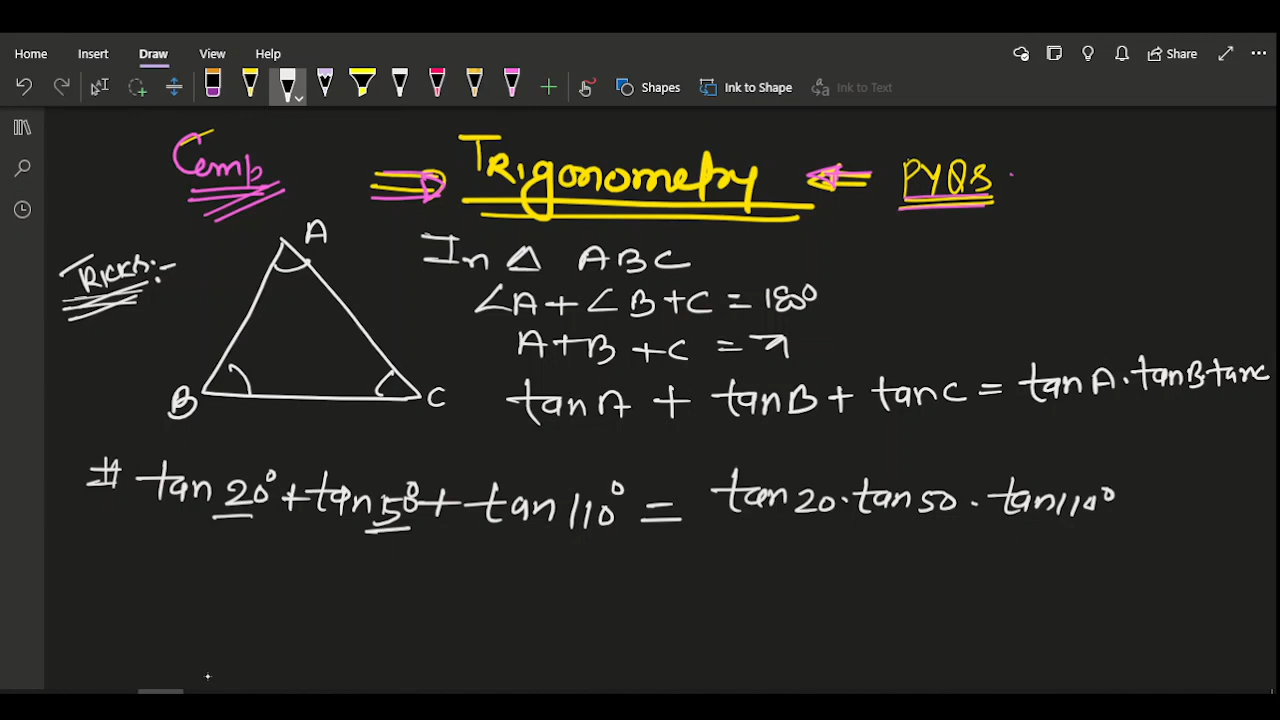 Home Insert Draw View Help Share
Shapes Ink to Shape Ink to Text
Comp ⇒ Trigonometry ⇐ PYQS
Tricks:-
A
B
C
In △ ABC
∠A + ∠B + C = 180°
A + B + C = π
tan A + tan B + tan C = tan A · tan B tan C
# tan 20° + tan 50° + tan 110° = tan 20 · tan 50 · tan 110°